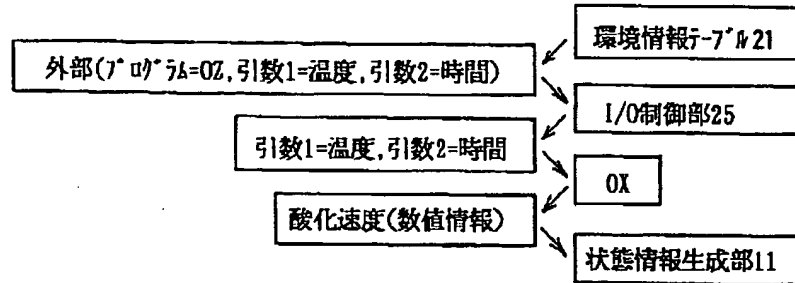 環境情報テーブル21
外部(プログラム=OZ,引数1=温度,引数2=時間)
I/O制御部25
引数1=温度,引数2=時間
OX
酸化速度(数値情報)
状態情報生成部11